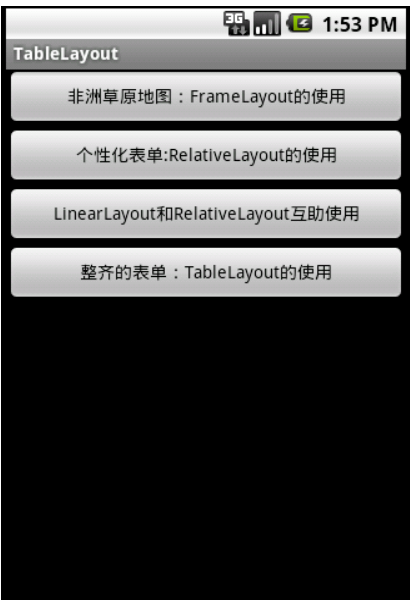 3G 1:53 PM
TableLayout
非洲草原地图：FrameLayout的使用
个性化表单:RelativeLayout的使用
LinearLayout和RelativeLayout互助使用
整齐的表单：TableLayout的使用